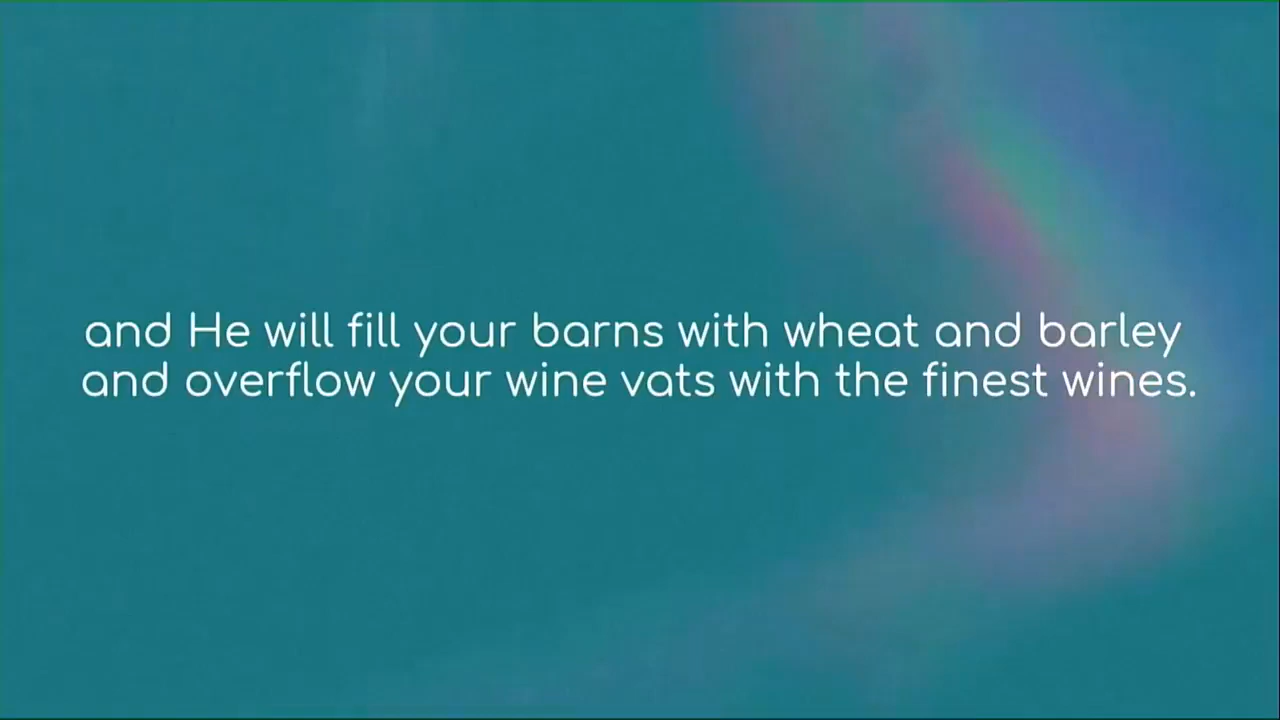 and He will fill your barns with wheat and barley
and overflow your wine vats with the finest wines.